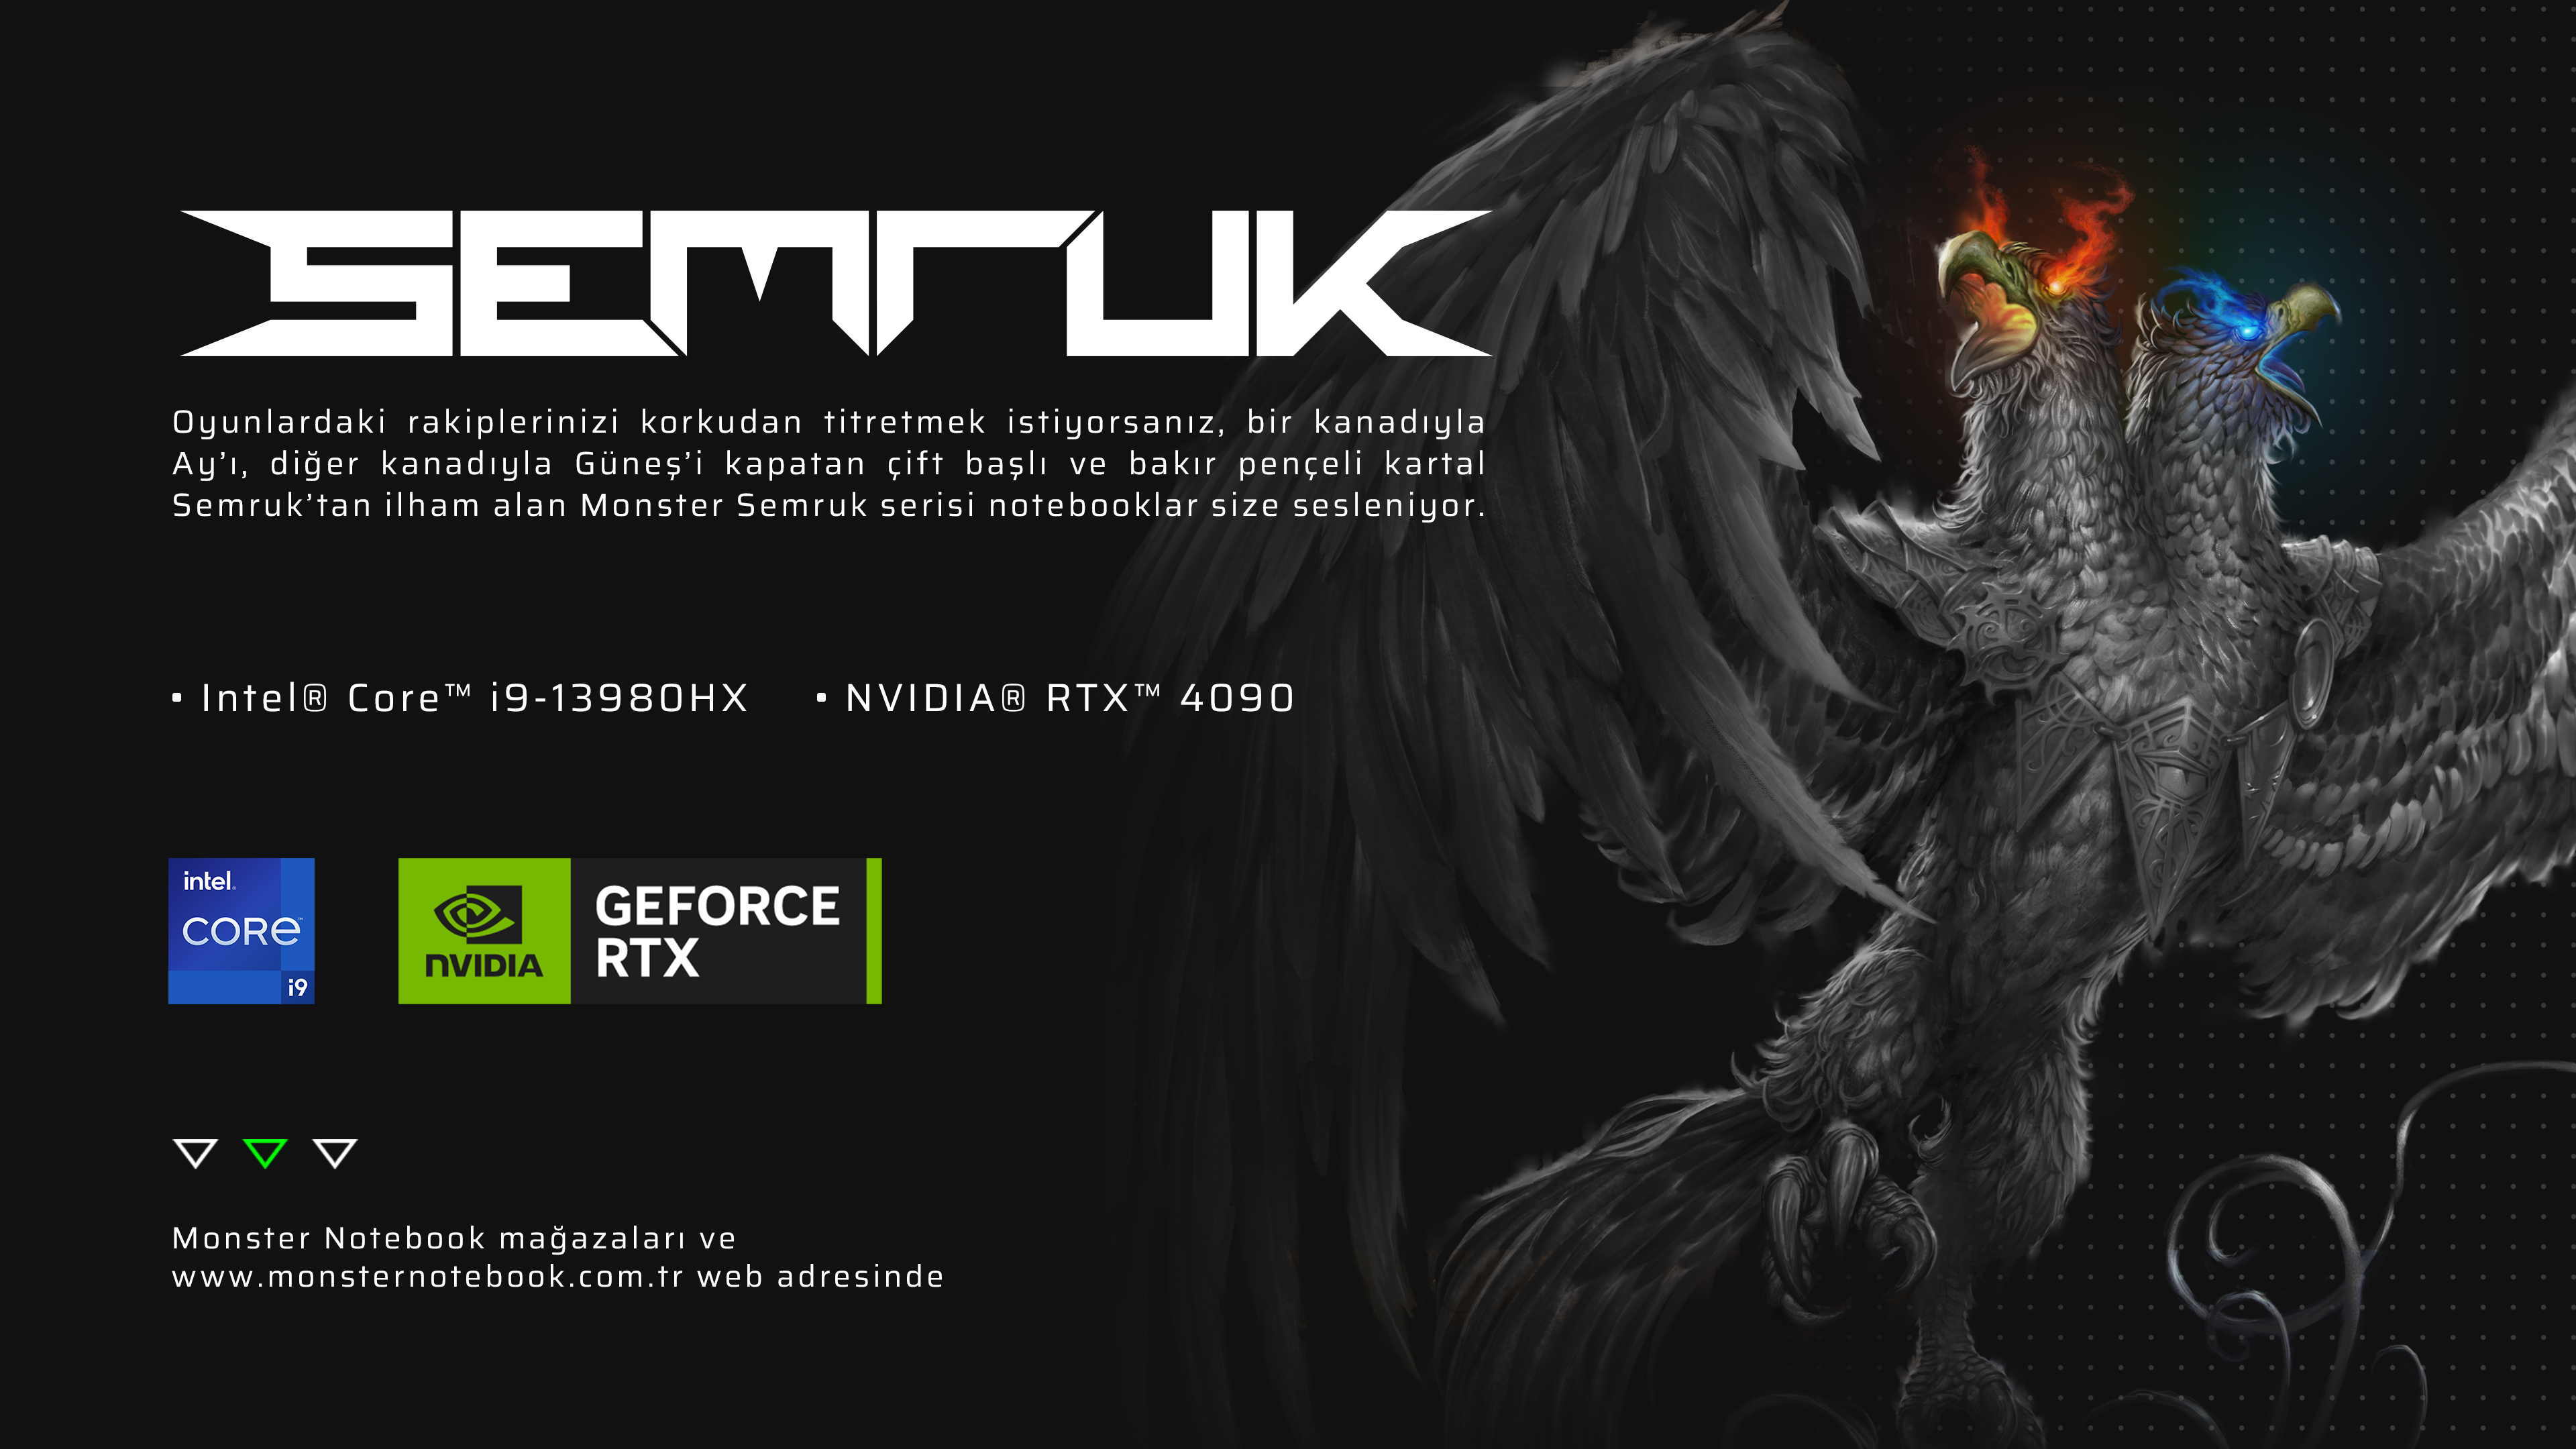 SEMRUK
Oyunlardaki rakiplerinizi korkudan titretmek istiyorsanız, bir kanadıyla
Ay’ı, diğer kanadıyla Güneş’i kapatan çift başlı ve bakır pençeli kartal
Semruk’tan ilham alan Monster Semruk serisi notebooklar size sesleniyor.
• Intel® Core™ i9-13980HX • NVIDIA® RTX™ 4090
intel.
CORe™
i9
NVIDIA
GEFORCE
RTX
Monster Notebook mağazaları ve
www.monsternotebook.com.tr web adresinde